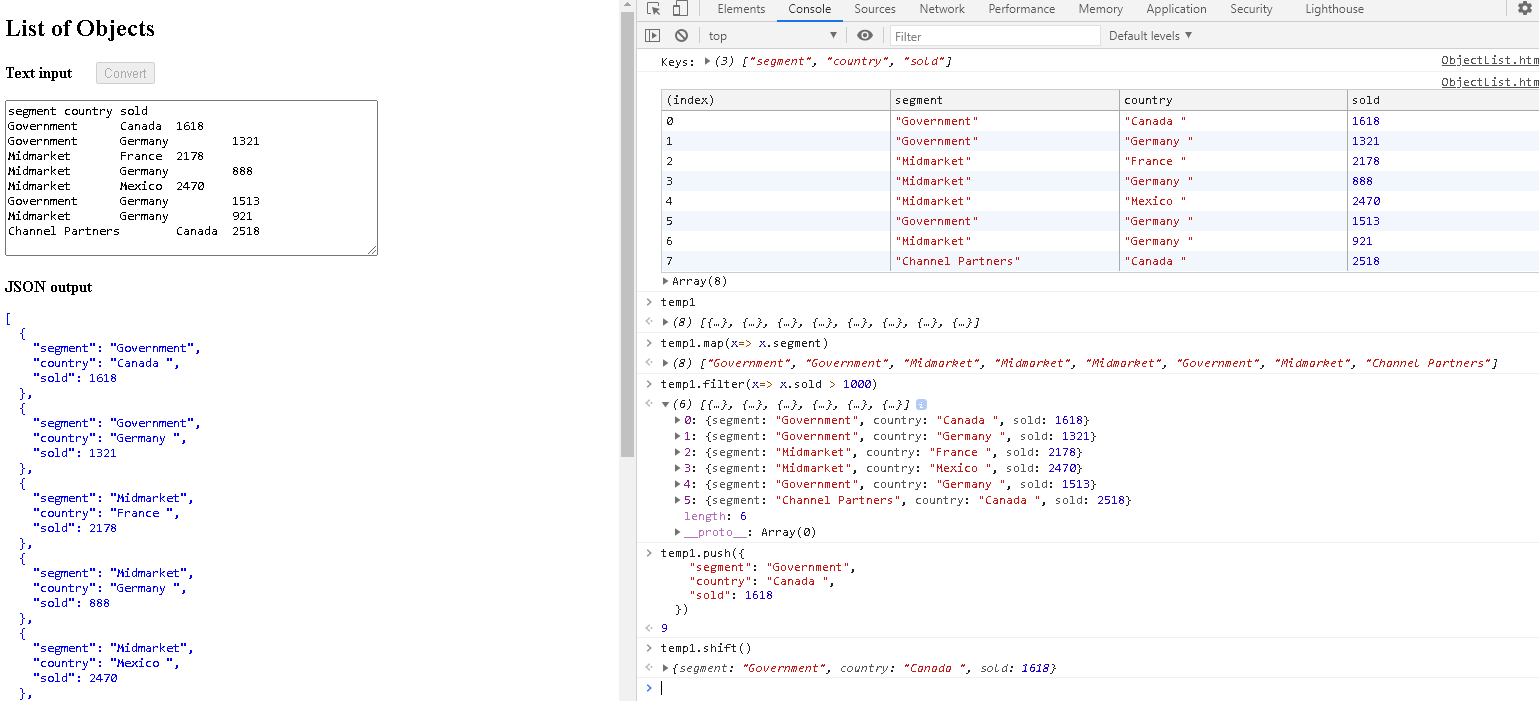 List of Objects
Text input Convert
segment country sold
Government Canada 1618
Government Germany 1321
Midmarket France 2178
Midmarket Germany 888
Midmarket Mexico 2470
Government Germany 1513
Midmarket Germany 921
Channel Partners Canada 2518
JSON output
[
{
"segment": "Government",
"country": "Canada ",
"sold": 1618
},
{
"segment": "Government",
"country": "Germany ",
"sold": 1321
},
{
"segment": "Midmarket",
"country": "France ",
"sold": 2178
},
{
"segment": "Midmarket",
"country": "Germany ",
"sold": 888
},
{
"segment": "Midmarket",
"country": "Mexico ",
"sold": 2470
},
Elements Console Sources Network Performance Memory Application Security Lighthouse
top Filter Default levels
Keys: (3) ["segment", "country", "sold"] ObjectList.htm
ObjectList.htm
(index) segment country sold
0 "Government" "Canada " 1618
1 "Government" "Germany " 1321
2 "Midmarket" "France " 2178
3 "Midmarket" "Germany " 888
4 "Midmarket" "Mexico " 2470
5 "Government" "Germany " 1513
6 "Midmarket" "Germany " 921
7 "Channel Partners" "Canada " 2518
Array(8)
temp1
(8) [{…}, {…}, {…}, {…}, {…}, {…}, {…}, {…}]
temp1.map(x=> x.segment)
(8) ["Government", "Government", "Midmarket", "Midmarket", "Midmarket", "Government", "Midmarket", "Channel Partners"]
temp1.filter(x=> x.sold > 1000)
(6) [{…}, {…}, {…}, {…}, {…}, {…}] i
0: {segment: "Government", country: "Canada ", sold: 1618}
1: {segment: "Government", country: "Germany ", sold: 1321}
2: {segment: "Midmarket", country: "France ", sold: 2178}
3: {segment: "Midmarket", country: "Mexico ", sold: 2470}
4: {segment: "Government", country: "Germany ", sold: 1513}
5: {segment: "Channel Partners", country: "Canada ", sold: 2518}
length: 6
__proto__: Array(0)
temp1.push({
"segment": "Government",
"country": "Canada ",
"sold": 1618
})
9
temp1.shift()
{segment: "Government", country: "Canada ", sold: 1618}